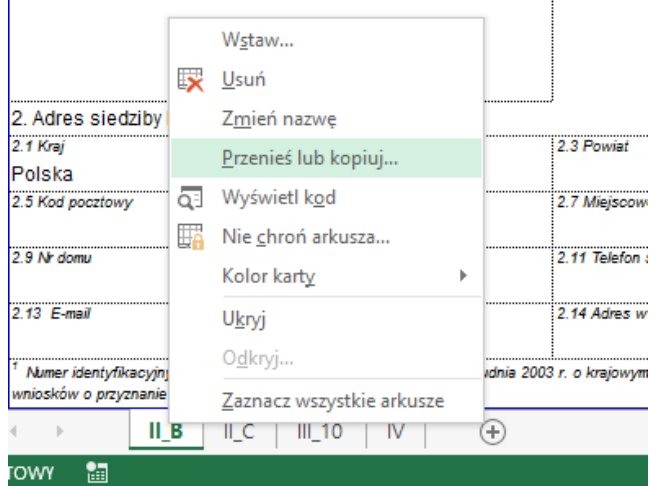 Wstaw...
Usuń
2. Adres siedziby
Zmień nazwę
2.1 Kraj
Przenieś lub kopiuj...
2.3 Powiat
Polska
2.5 Kod pocztowy
Wyświetl kod
2.7 Miejscow
Nie chroń arkusza...
2.9 Nr domu
2.11 Telefon s
Kolor karty
2.13 E-mail
Ukryj
2.14 Adres w
Odkryj...
1 Numer identyfikacyjny
udnia 2003 r. o krajowym
wniosków o przyznanie
Zaznacz wszystkie arkusze
II_B II_C III_10 IV
TOWY